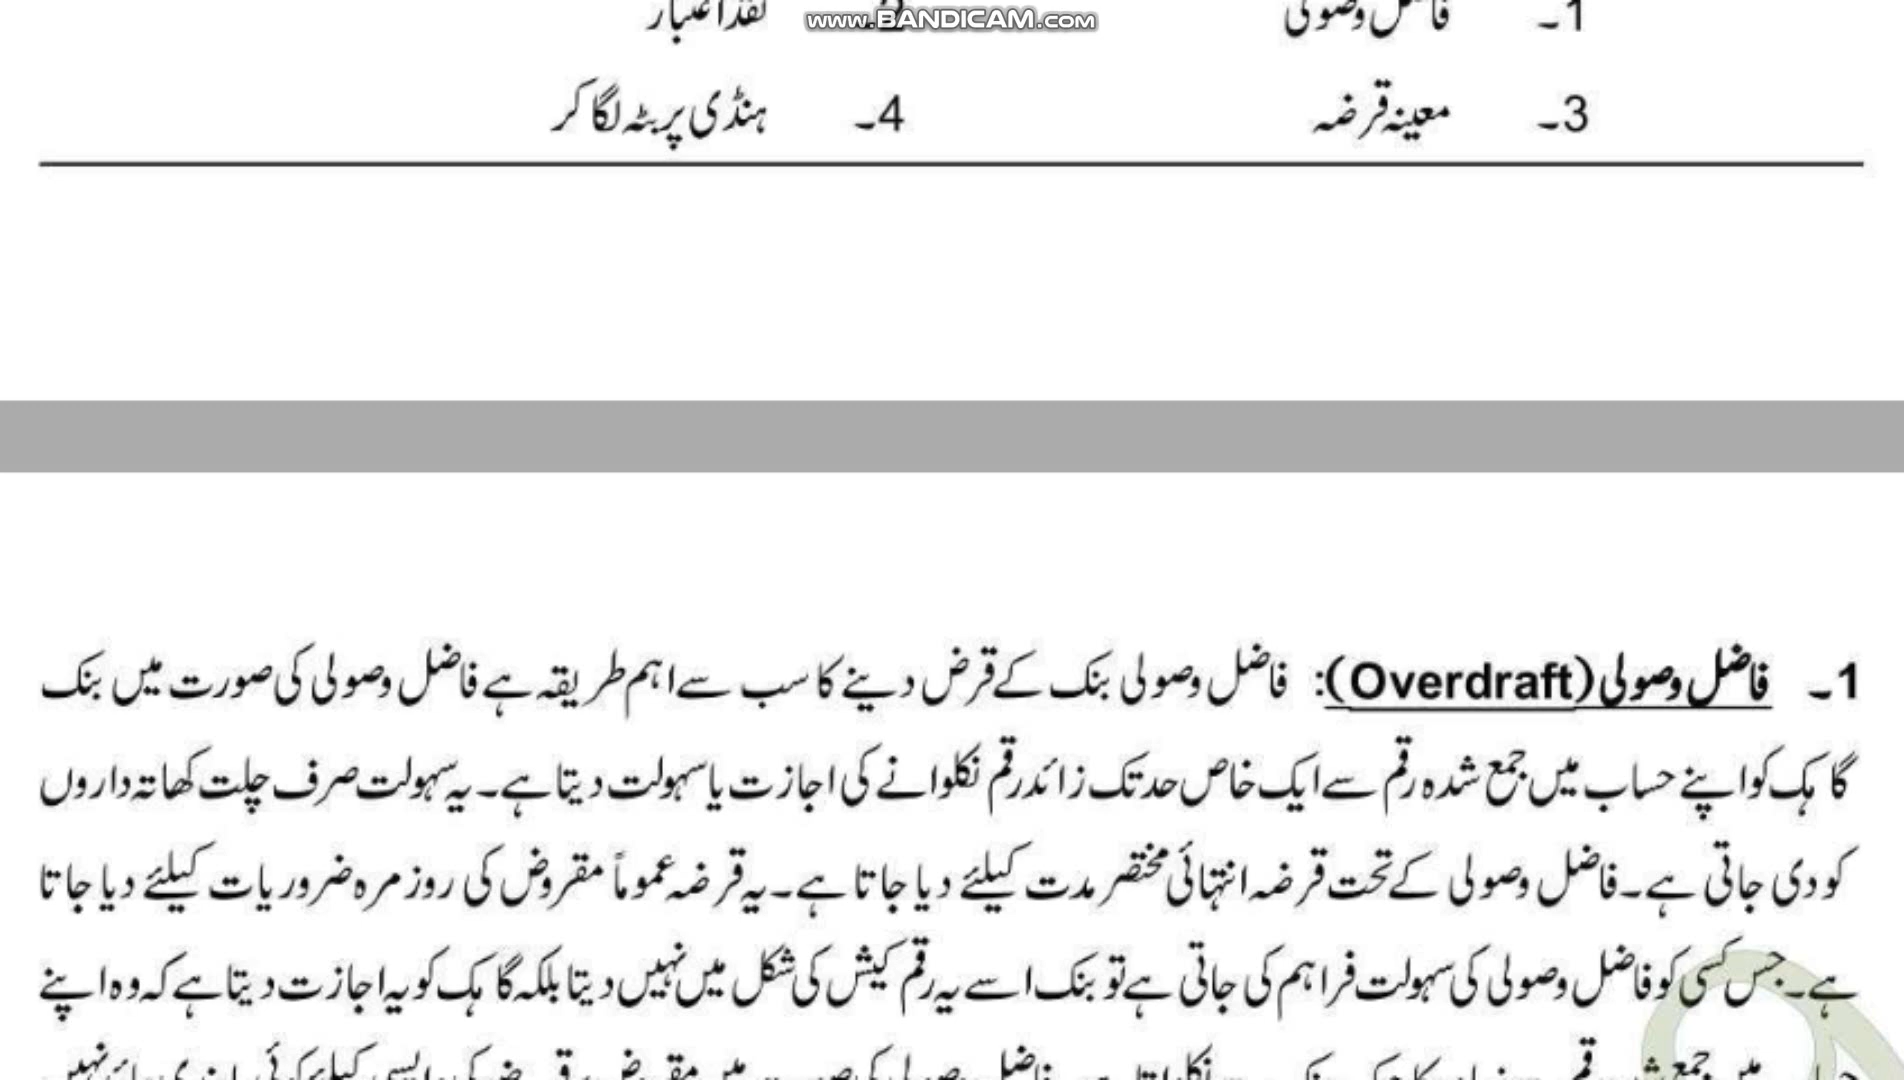 www.BANDICAM.com
1۔ فاضل وصولی 2۔ نقد اعتبار
3۔ معینہ قرضہ 4۔ ہنڈی پر بٹہ لگا کر
1۔ فاضل وصولی (Overdraft): فاضل وصولی بنک کے قرض دینے کا سب سے اہم طریقہ ہے فاضل وصولی کی صورت میں بنک
گاہک کو اپنے حساب میں جمع شدہ رقم سے ایک خاص حد تک زائد رقم نکلوانے کی اجازت یا سہولت دیتا ہے۔ یہ سہولت صرف چلت کھاتہ داروں
کو دی جاتی ہے۔ فاضل وصولی کے تحت قرضہ انتہائی مختصر مدت کیلئے دیا جاتا ہے۔ یہ قرضہ عموماً مقروض کی روزمرہ ضروریات کیلئے دیا جاتا
ہے۔ جس کسی کو فاضل وصولی کی سہولت فراہم کی جاتی ہے تو بنک اسے یہ رقم کیش کی شکل میں نہیں دیتا بلکہ گاہک کو یہ اجازت دیتا ہے کہ وہ اپنے